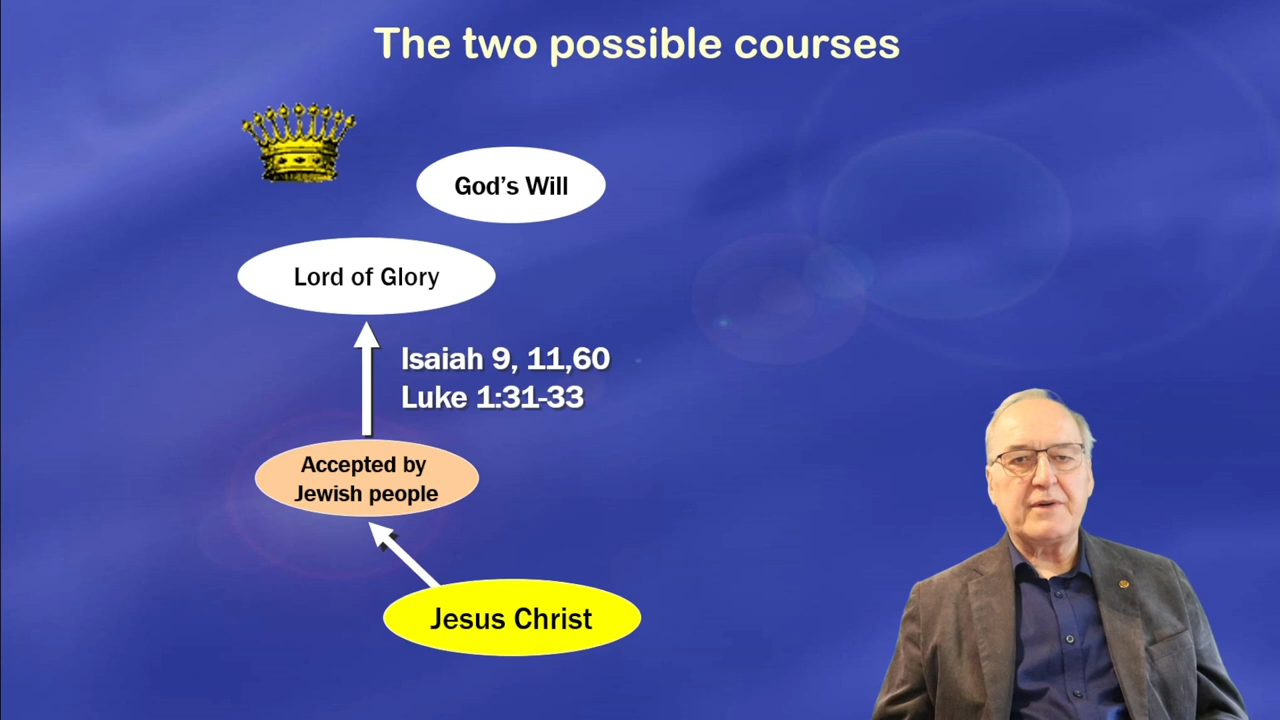 The two possible courses
God's Will
Lord of Glory
Isaiah 9, 11,60
Luke 1:31-33
Accepted by
Jewish people
Jesus Christ